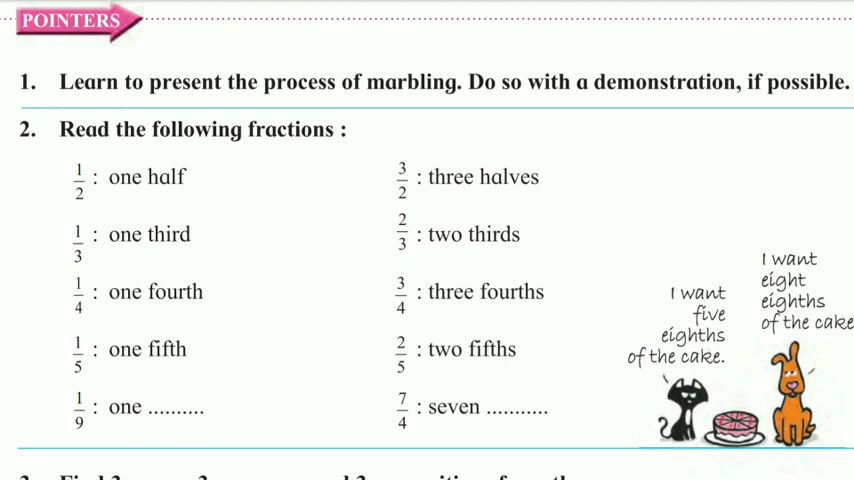 POINTERS
1. Learn to present the process of marbling. Do so with a demonstration, if possible.
2. Read the following fractions :
1/2 : one half
3/2 : three halves
1/3 : one third
2/3 : two thirds
1/4 : one fourth
3/4 : three fourths
1/5 : one fifth
2/5 : two fifths
1/9 : one ..........
7/4 : seven ...........
I want
five
eighths
of the cake.
I want
eight
eighths
of the cake